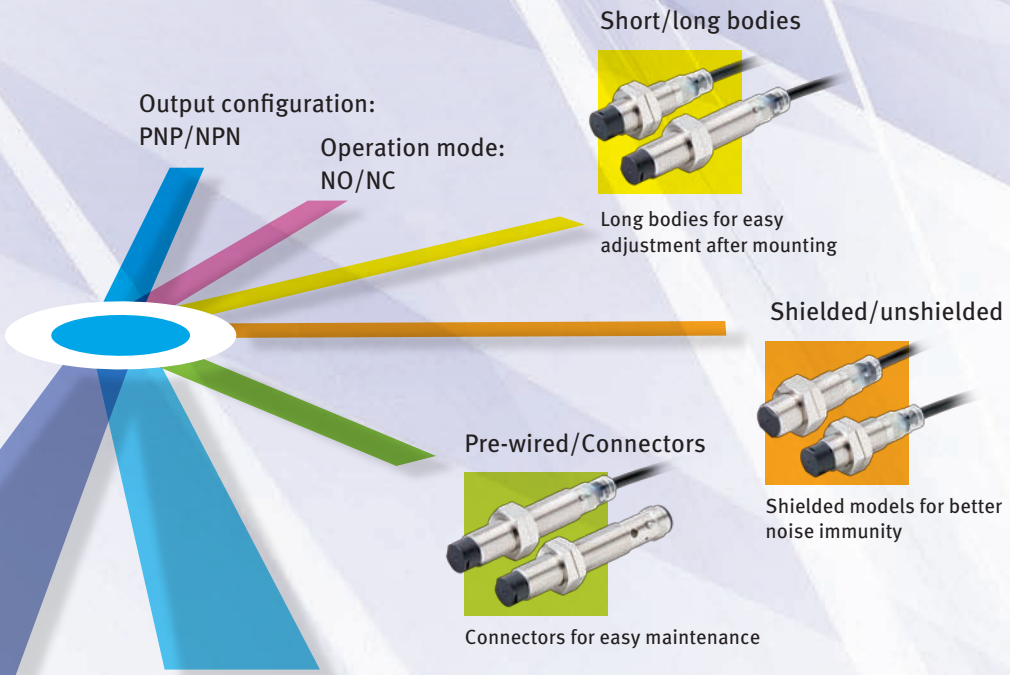 Short/long bodies
Output configuration:
PNP/NPN
Operation mode:
NO/NC
Long bodies for easy
adjustment after mounting
Shielded/unshielded
Pre-wired/Connectors
Shielded models for better
noise immunity
Connectors for easy maintenance